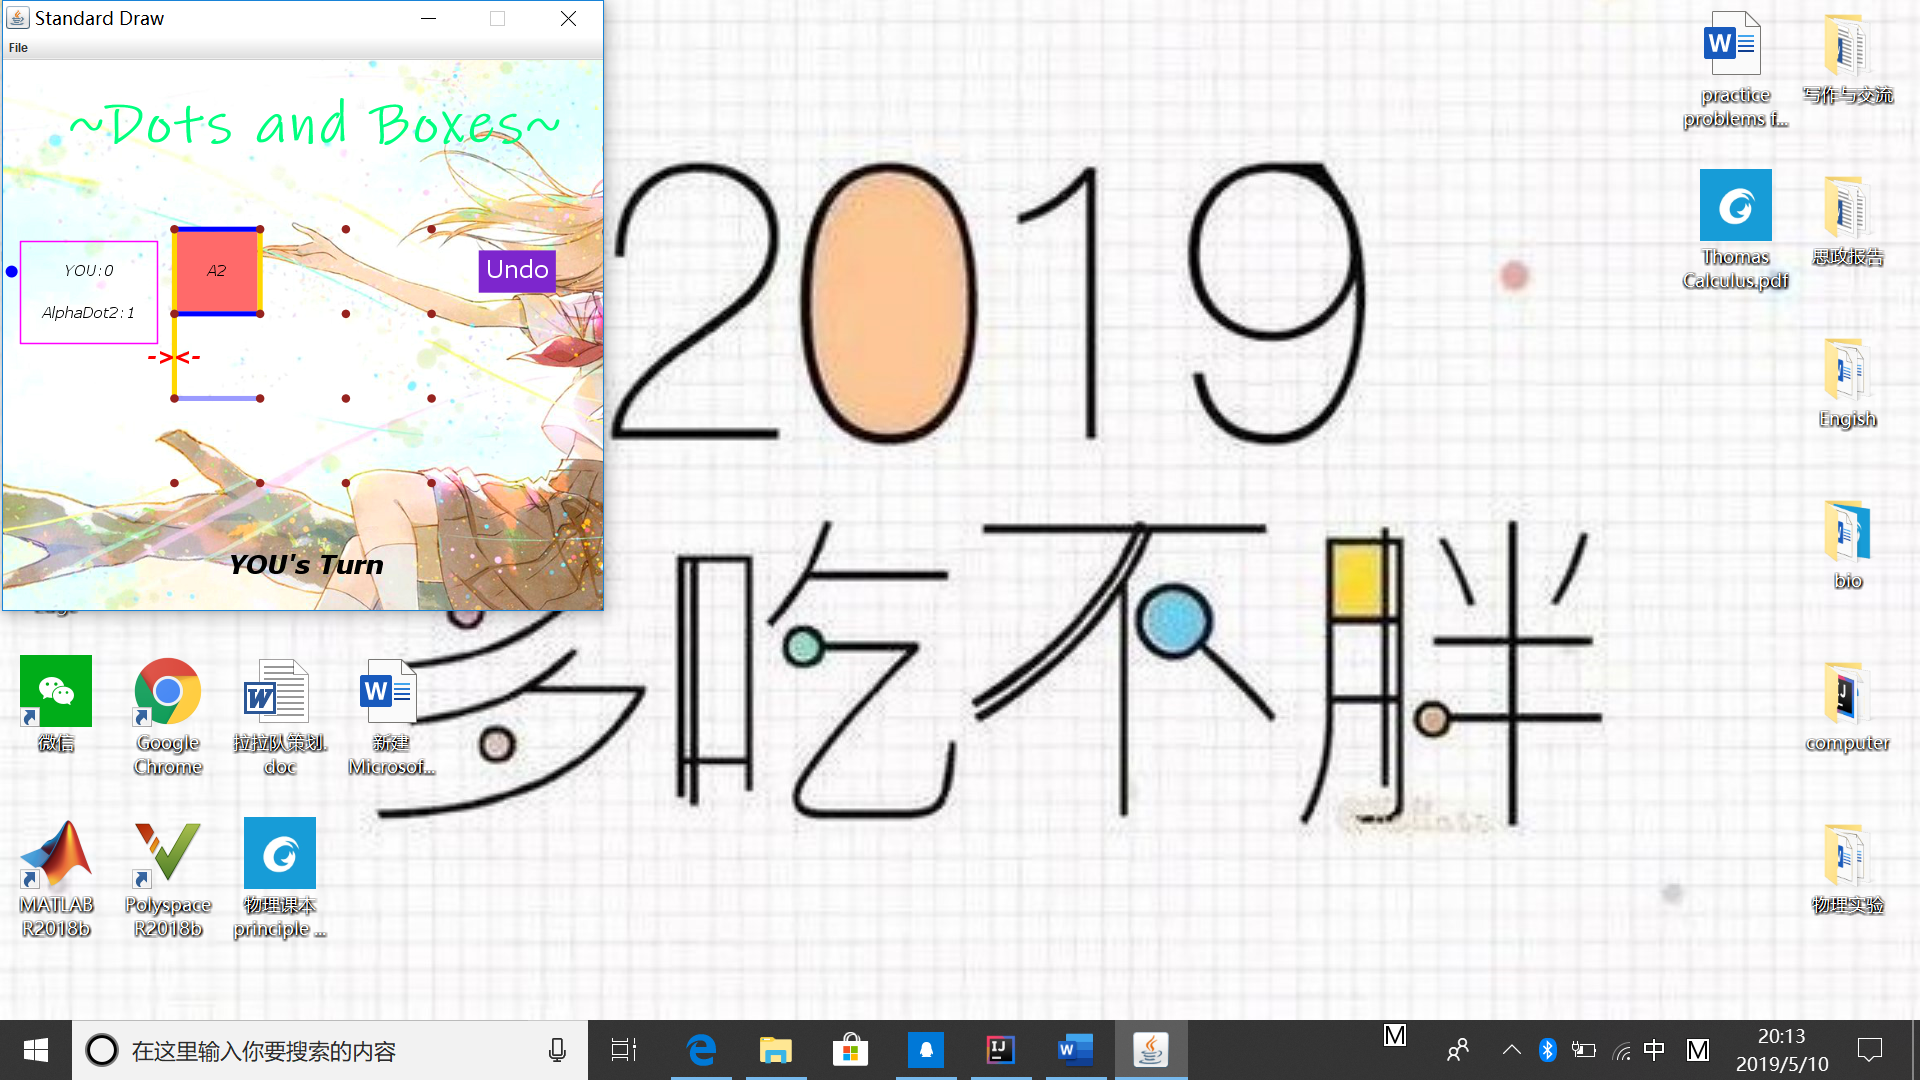 Standard Draw
File
~Dots and Boxes~
YOU:0
AlphaDot2:1
A2
Undo
-><-
YOU's Turn
2019
多吃不胖
practice
problems f...
写作与交流
Thomas
Calculus.pdf
思政报告
Engish
bio
computer
物理实验
微信
Google
Chrome
拉拉队策划.
doc
新建
Microsof...
MATLAB
R2018b
Polyspace
R2018b
物理课本
principle ...
在这里输入你要搜索的内容
M
中
M
20:13
2019/5/10